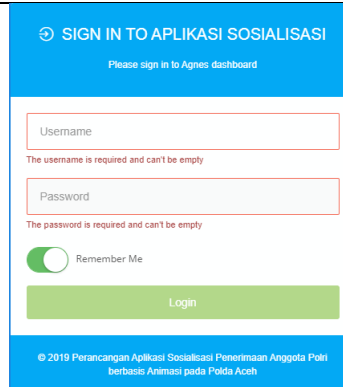 SIGN IN TO APLIKASI SOSIALISASI
Please sign in to Agnes dashboard
Username
The username is required and can't be empty
Password
The password is required and can't be empty
Remember Me
Login
© 2019 Perancangan Aplikasi Sosialisasi Penerimaan Anggota Polri
berbasis Animasi pada Polda Aceh